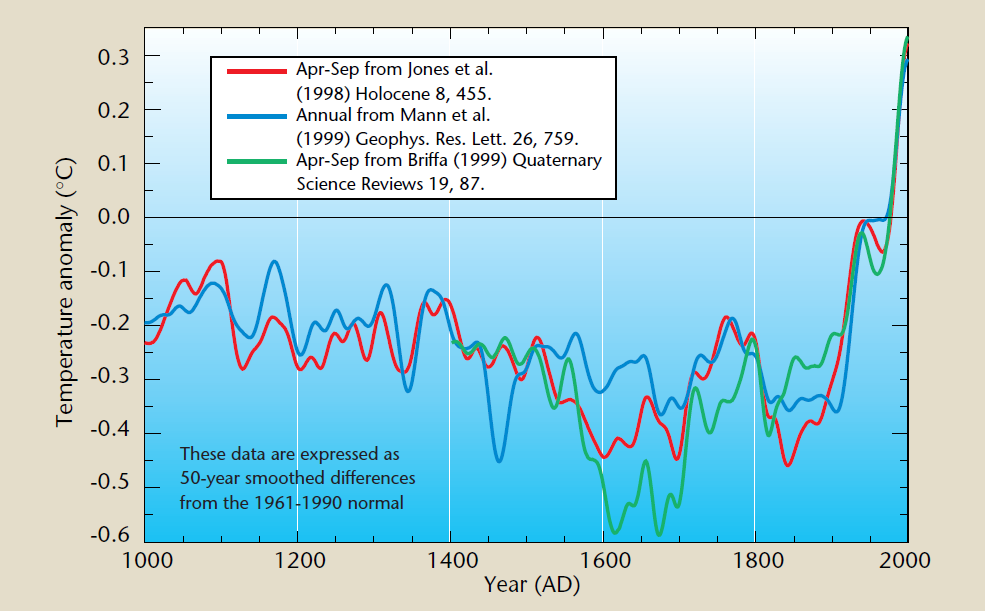 0.3
0.2
0.1
0.0
-0.1
-0.2
-0.3
-0.4
-0.5
-0.6
Temperature anomaly (°C)
Apr-Sep from Jones et al.
(1998) Holocene 8, 455.
Annual from Mann et al.
(1999) Geophys. Res. Lett. 26, 759.
Apr-Sep from Briffa (1999) Quaternary
Science Reviews 19, 87.
These data are expressed as
50-year smoothed differences
from the 1961-1990 normal
1000 1200 1400 1600 1800 2000
Year (AD)